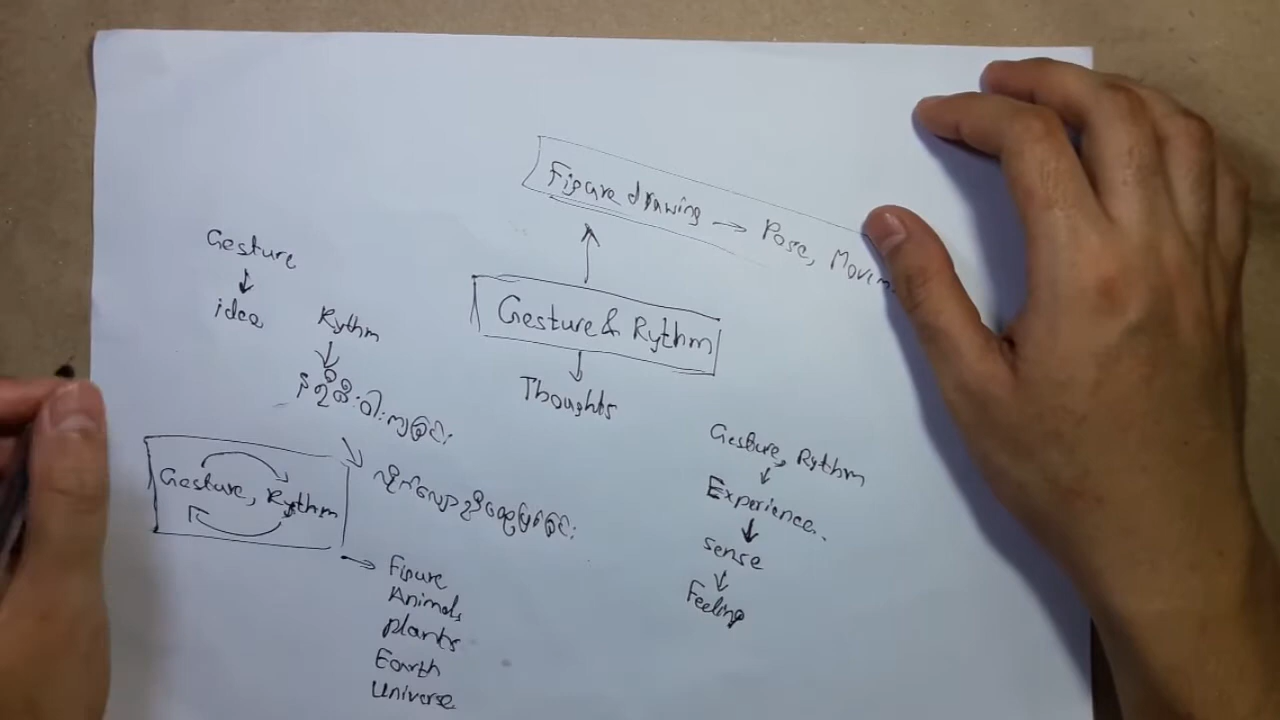 Figure drawing → Pose, Movem
Gesture & Rythm
Thoughts
Gesture
idea
Rythm
Gesture, Rythm
Figure
Animals
plants
Earth
Universe
Gesture, Rythm
Experience..
sense
Feeling